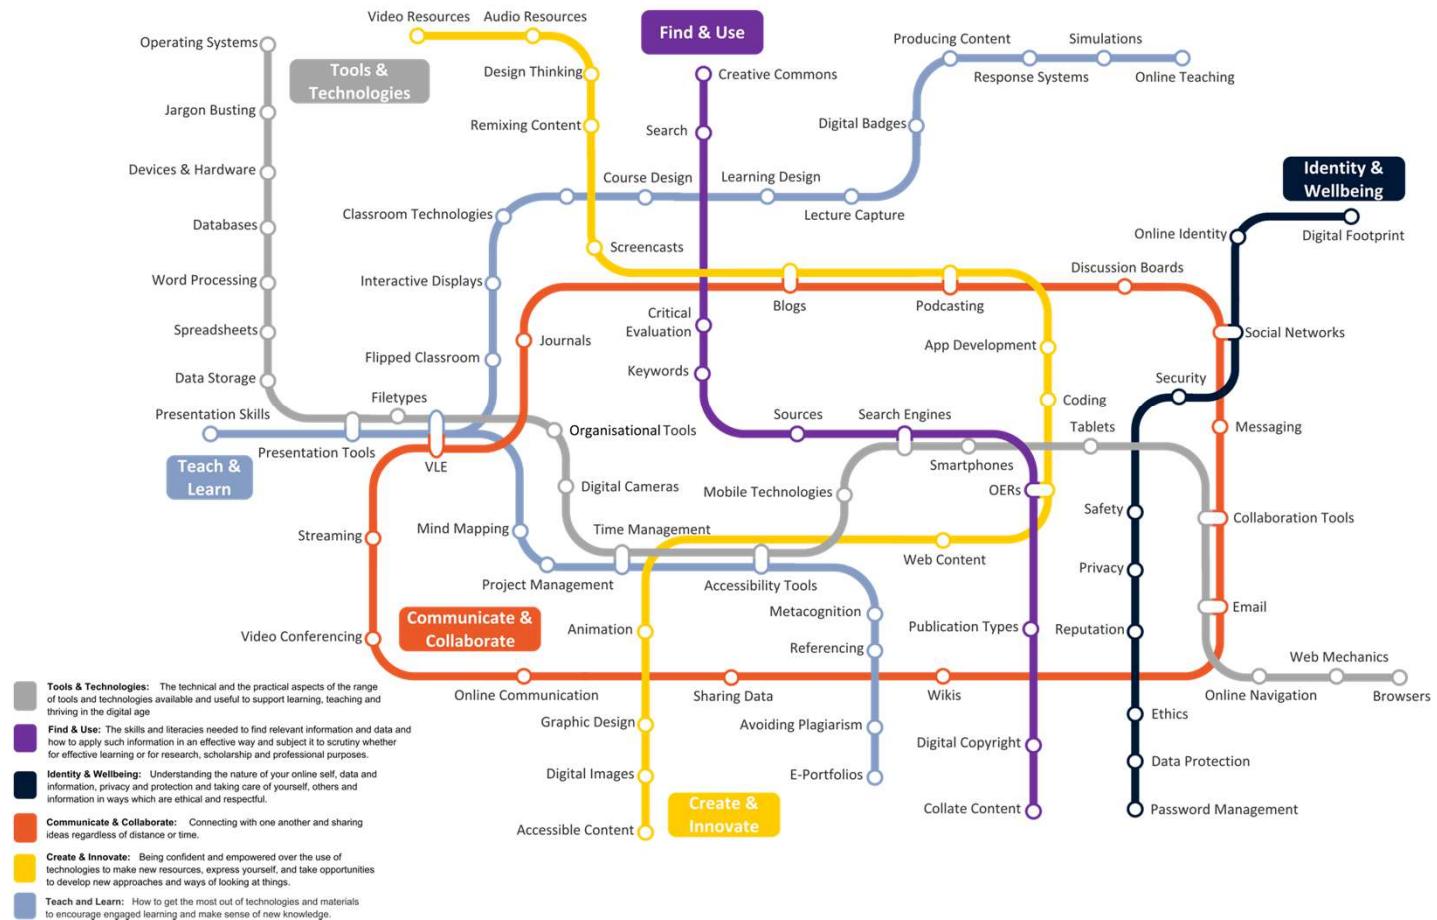 Video Resources
Audio Resources
Find & Use
Producing Content
Simulations
Operating Systems
Tools &
Technologies
Design Thinking
Creative Commons
Response Systems
Online Teaching
Jargon Busting
Remixing Content
Search
Digital Badges
Devices & Hardware
Course Design
Learning Design
Identity &
Wellbeing
Classroom Technologies
Lecture Capture
Databases
Screencasts
Online Identity
Digital Footprint
Word Processing
Interactive Displays
Discussion Boards
Blogs
Podcasting
Spreadsheets
Journals
Critical
Evaluation
App Development
Social Networks
Flipped Classroom
Data Storage
Keywords
Security
Filetypes
Coding
Presentation Skills
Sources
Search Engines
Tablets
Messaging
Organisational Tools
Presentation Tools
VLE
Smartphones
Teach &
Learn
Digital Cameras
Mobile Technologies
OERs
Safety
Collaboration Tools
Streaming
Mind Mapping
Time Management
Web Content
Project Management
Accessibility Tools
Privacy
Communicate &
Collaborate
Metacognition
Email
Video Conferencing
Animation
Referencing
Publication Types
Reputation
Web Mechanics
Online Communication
Sharing Data
Wikis
Online Navigation
Browsers
Graphic Design
Avoiding Plagiarism
Digital Copyright
Ethics
Digital Images
E-Portfolios
Data Protection
Create &
Innovate
Accessible Content
Collate Content
Password Management
Tools & Technologies: The technical and the practical aspects of the range
of tools and technologies available and useful to support learning, teaching and
thriving in the digital age
Find & Use: The skills and literacies needed to find relevant information and data and
how to apply such information in an effective way and subject it to scrutiny whether
for effective learning or for research, scholarship and professional purposes.
Identity & Wellbeing: Understanding the nature of your online self, data and
information, privacy and protection and taking care of yourself, others and
information in ways which are ethical and respectful.
Communicate & Collaborate: Connecting with one another and sharing
ideas regardless of distance or time.
Create & Innovate: Being confident and empowered over the use of
technologies to make new resources, express yourself, and take opportunities
to develop new approaches and ways of looking at things.
Teach and Learn: How to get the most out of technologies and materials
to encourage engaged learning and make sense of new knowledge.